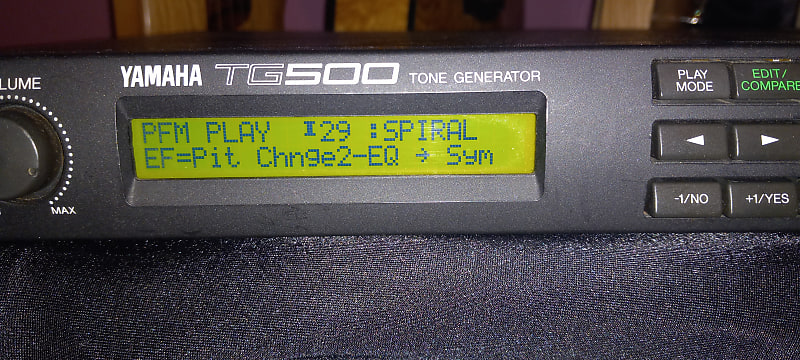 YAMAHA TG500 TONE GENERATOR
PFM PLAY I29 :SPIRAL
EF=Pit Chnge2-EQ → Sym
MAX
PLAY MODE
EDIT/ COMPARE
◀
▶
-1/NO
+1/YES